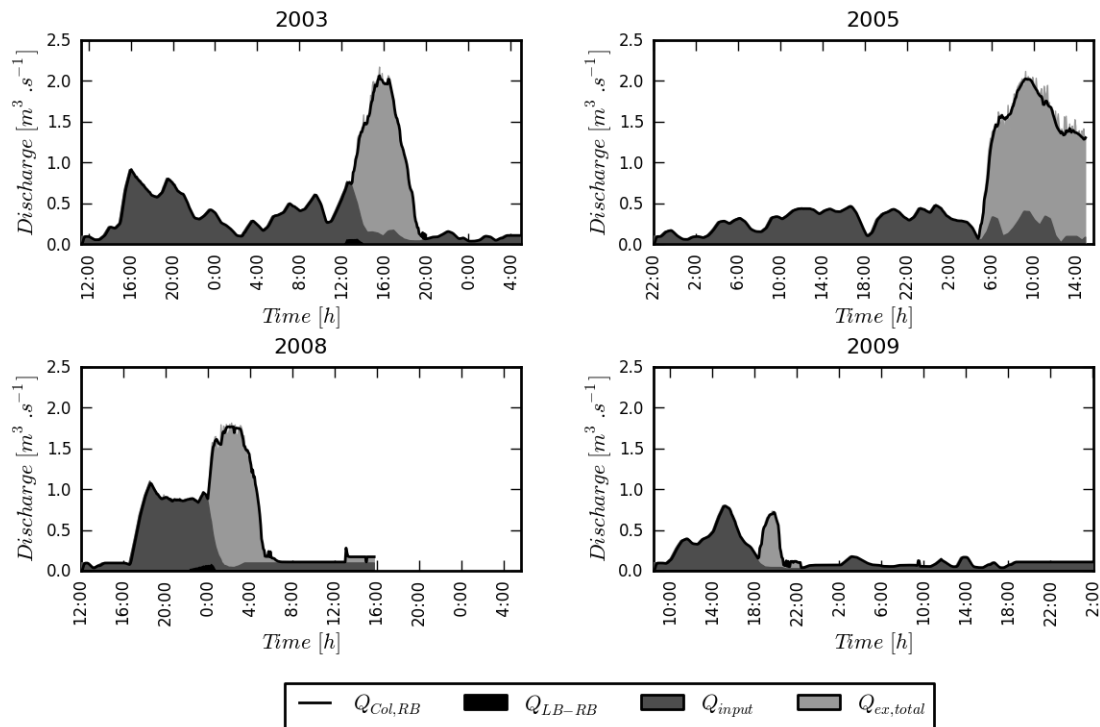 2003
Discharge [m³ .s⁻¹]
2.5
2.0
1.5
1.0
0.5
0.0
12:00 16:00 20:00 0:00 4:00 8:00 12:00 16:00 20:00 0:00 4:00
Time [h]
2005
Discharge [m³ .s⁻¹]
2.5
2.0
1.5
1.0
0.5
0.0
22:00 2:00 6:00 10:00 14:00 18:00 22:00 2:00 6:00 10:00 14:00
Time [h]
2008
Discharge [m³ .s⁻¹]
2.5
2.0
1.5
1.0
0.5
0.0
12:00 16:00 20:00 0:00 4:00 8:00 12:00 16:00 20:00 0:00 4:00
Time [h]
2009
Discharge [m³ .s⁻¹]
2.5
2.0
1.5
1.0
0.5
0.0
10:00 14:00 18:00 22:00 2:00 6:00 10:00 14:00 18:00 22:00 2:00
Time [h]
Q_Col,RB Q_LB−RB Q_input Q_ex,total